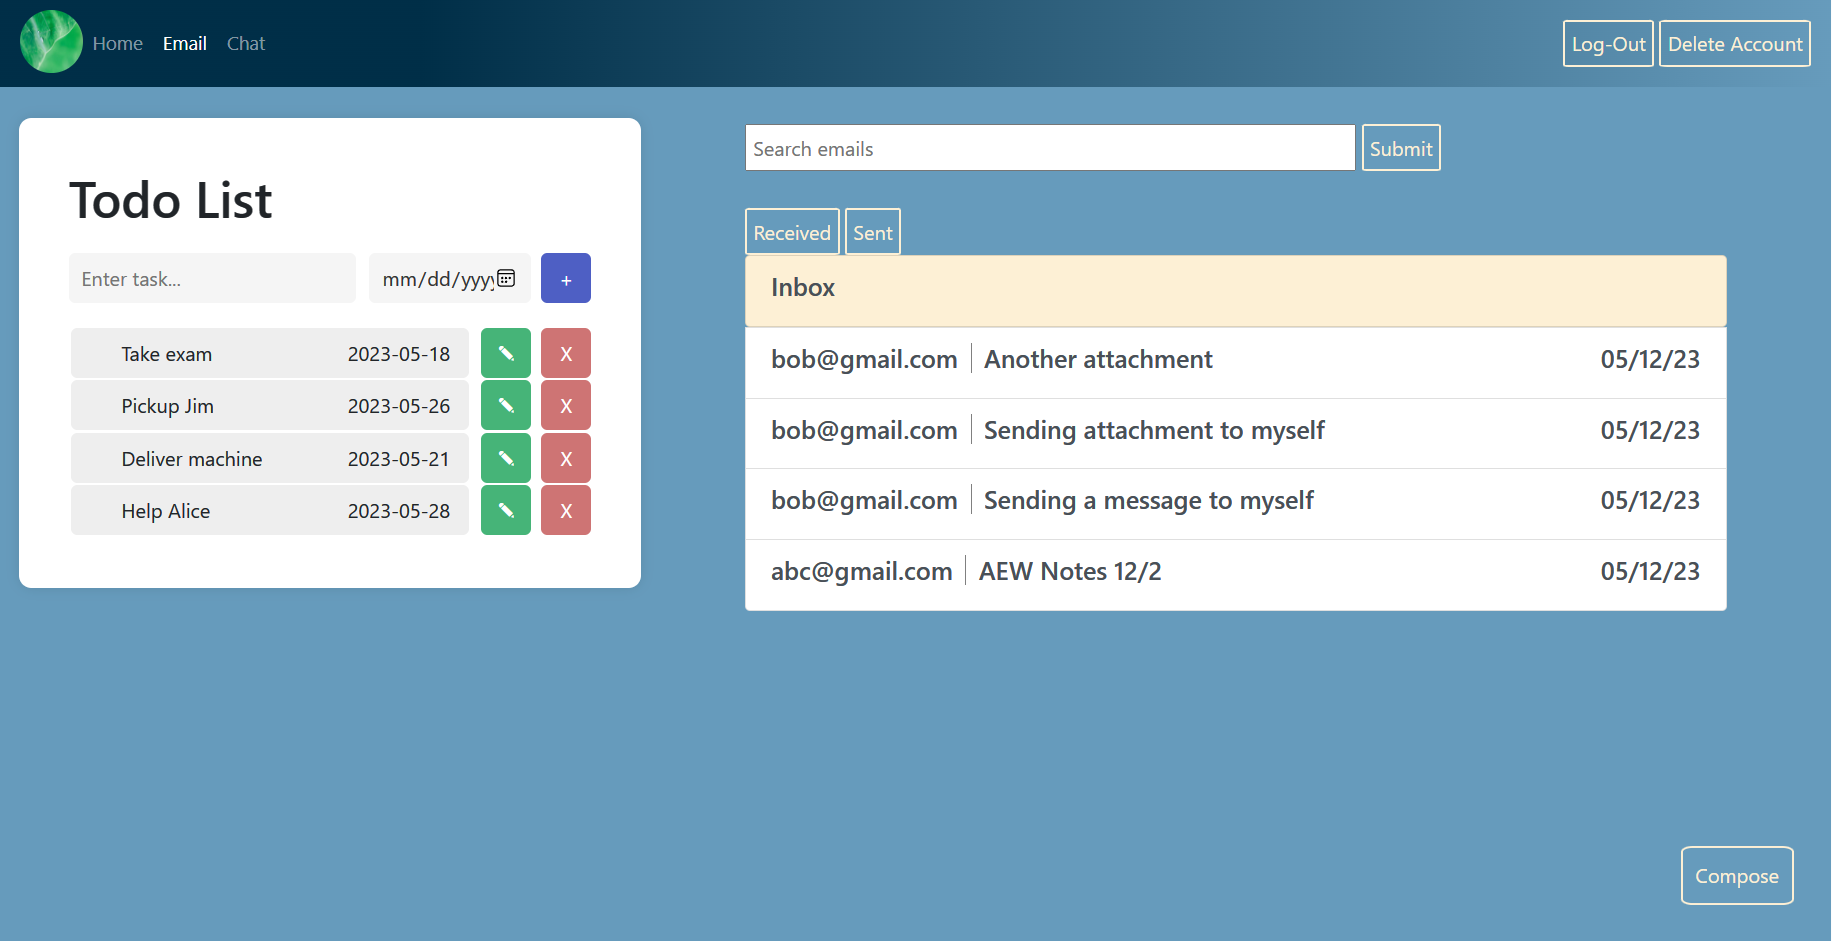 Home Email Chat Log-Out Delete Account
Todo List
Enter task...
mm/dd/yyyy
+
Take exam 2023-05-18 X
Pickup Jim 2023-05-26 X
Deliver machine 2023-05-21 X
Help Alice 2023-05-28 X
Search emails Submit
Received Sent
Inbox
bob@gmail.com Another attachment 05/12/23
bob@gmail.com Sending attachment to myself 05/12/23
bob@gmail.com Sending a message to myself 05/12/23
abc@gmail.com AEW Notes 12/2 05/12/23
Compose